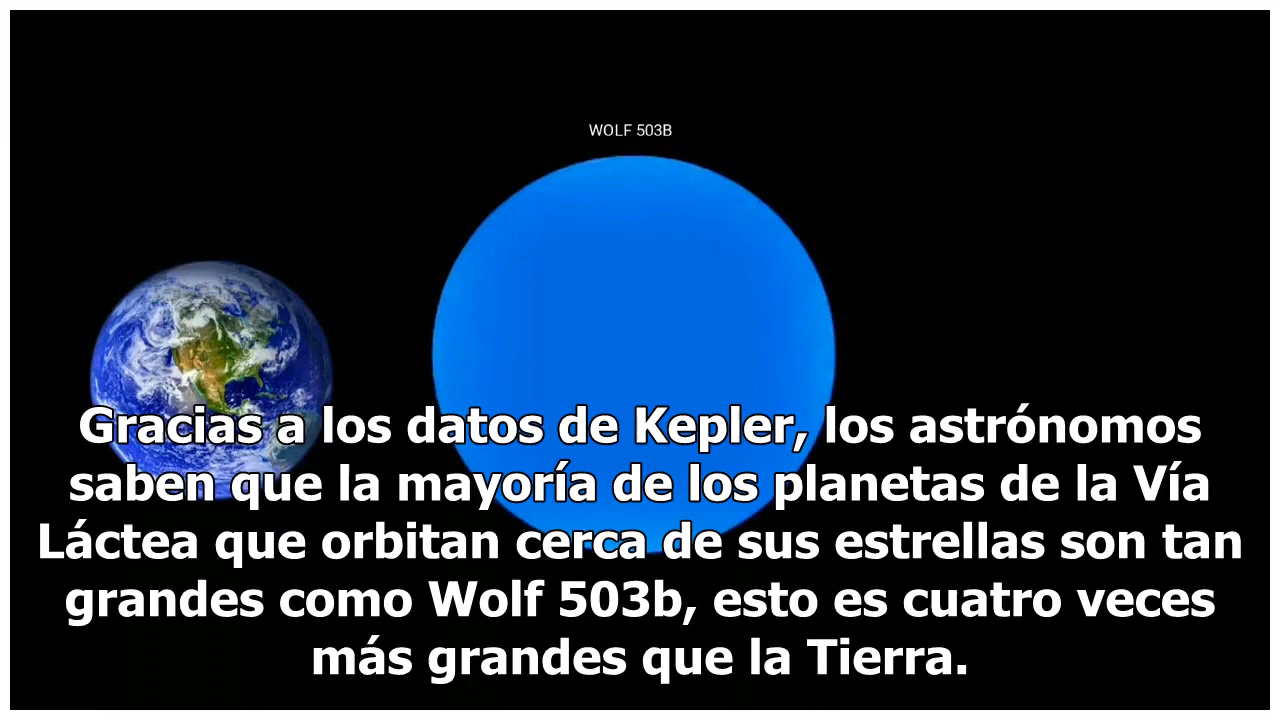 WOLF 503B
Gracias a los datos de Kepler, los astrónomos
saben que la mayoría de los planetas de la Vía
Láctea que orbitan cerca de sus estrellas son tan
grandes como Wolf 503b, esto es cuatro veces
más grandes que la Tierra.